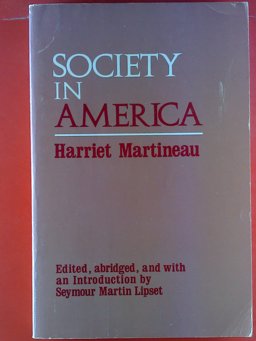 SOCIETY
IN
AMERICA
Harriet Martineau
Edited, abridged, and with
an Introduction by
Seymour Martin Lipset